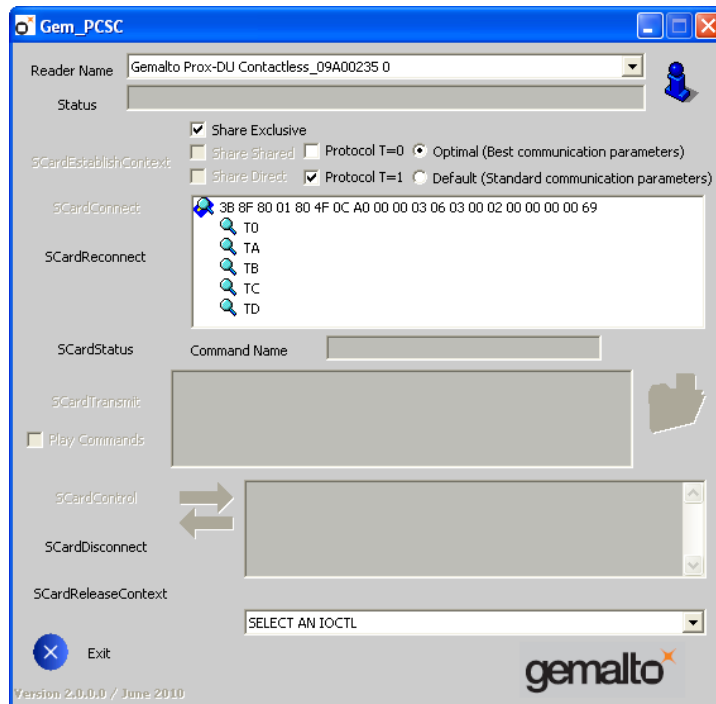 Gem_PCSC
Reader Name Gemalto Prox-DU Contactless_09A00235 0
Status
Share Exclusive
SCardEstablishContext Share Shared Protocol T=0 Optimal (Best communication parameters)
Share Direct Protocol T=1 Default (Standard communication parameters)
SCardConnect 3B 8F 80 01 80 4F 0C A0 00 00 03 06 03 00 02 00 00 00 00 69
T0
TA
SCardReconnect
TB
TC
TD
SCardStatus Command Name
SCardTransmit
Play Commands
SCardControl
SCardDisconnect
SCardReleaseContext
SELECT AN IOCTL
Exit
gemalto
Version 2.0.0.0 / June 2010